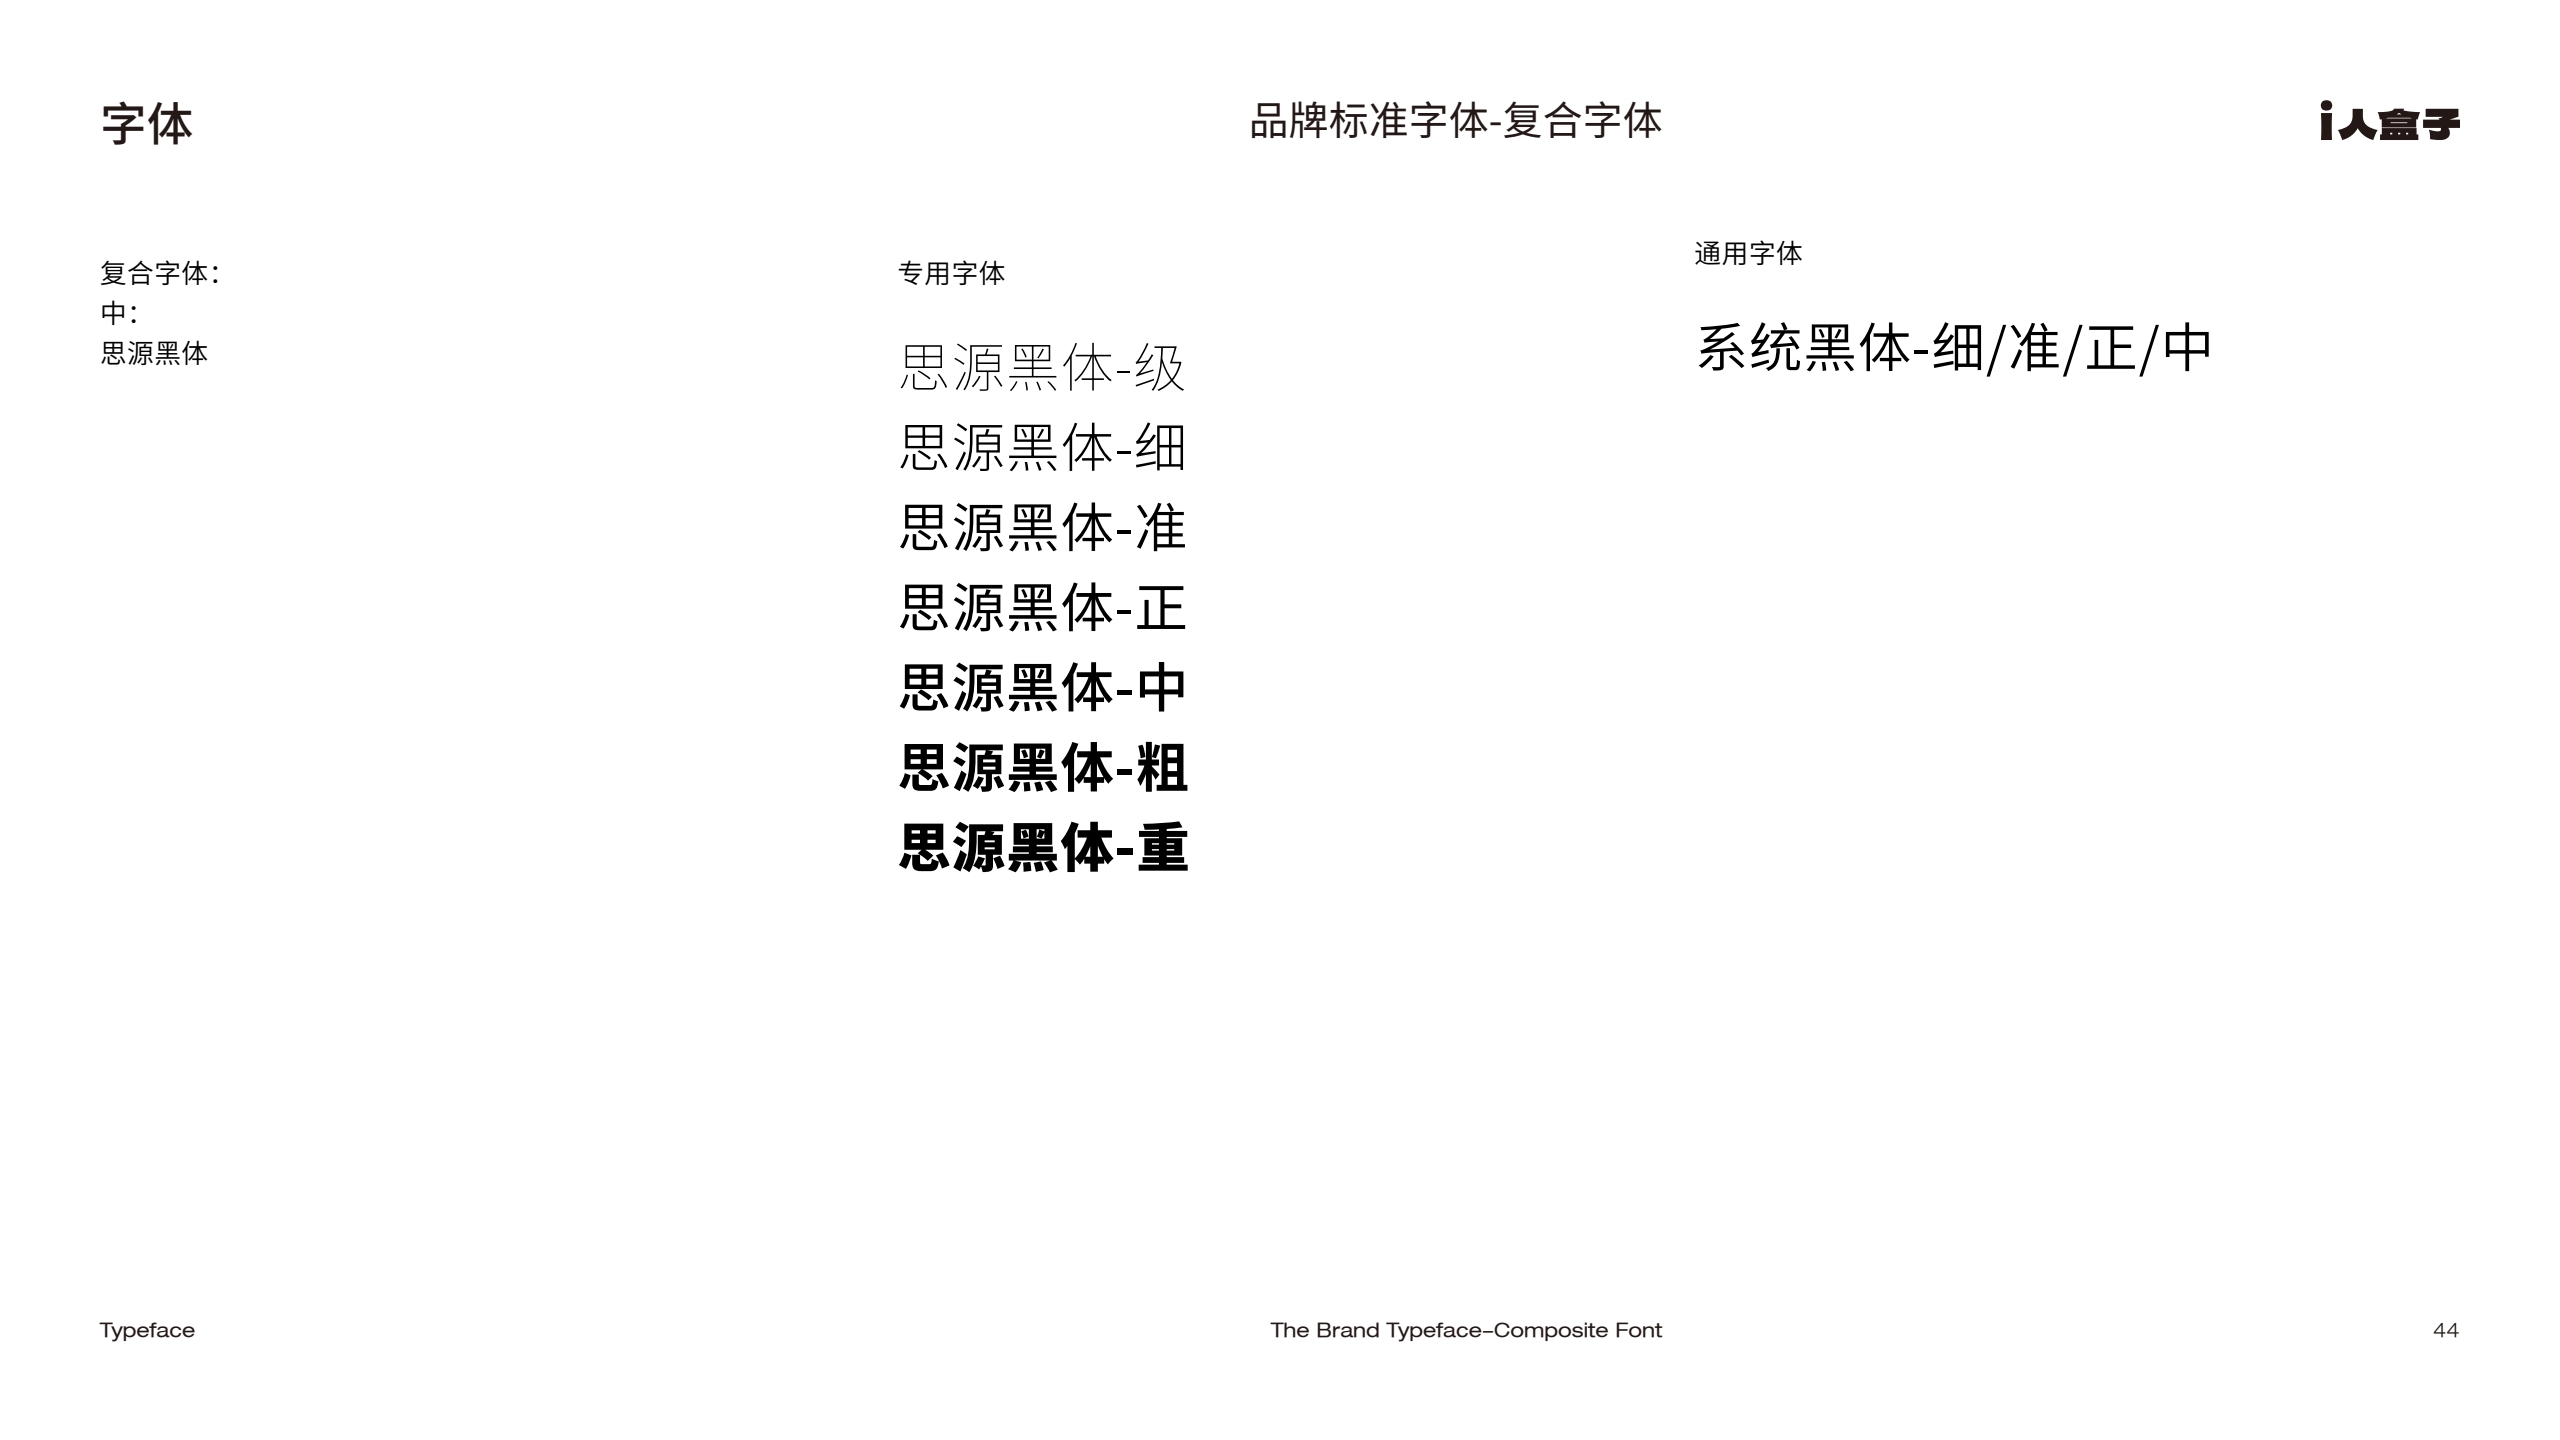 字体
品牌标准字体-复合字体
i人盒子
复合字体：
中：
思源黑体
专用字体
思源黑体-级
思源黑体-细
思源黑体-准
思源黑体-正
思源黑体-中
思源黑体-粗
思源黑体-重
通用字体
系统黑体-细/准/正/中
Typeface
The Brand Typeface-Composite Font
44